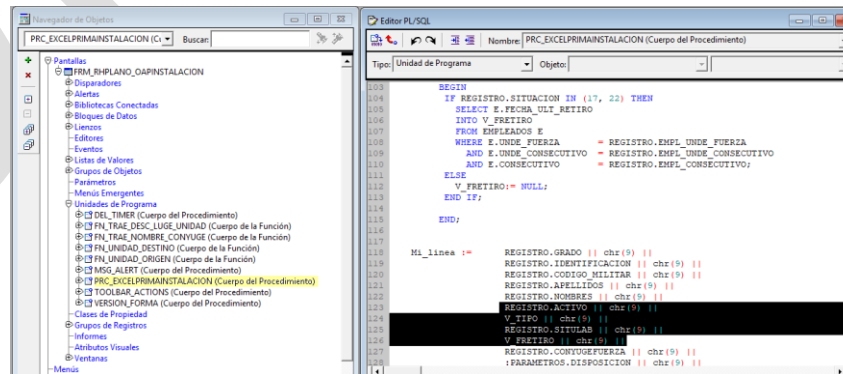 Navegador de Objetos
PRC_EXCELPRIMAINSTALACION (Ct
Buscar:
Pantallas
FRM_RHPLANO_OAPINSTALACION
Disparadores
Alertas
Bibliotecas Conectadas
Bloques de Datos
Lienzos
Editores
Eventos
Listas de Valores
Grupos de Objetos
Parámetros
Menús Emergentes
Unidades de Programa
DEL_TIMER (Cuerpo del Procedimiento)
FN_TRAE_DESC_LUGE_UNIDAD (Cuerpo de la Función)
FN_TRAE_NOMBRE_CONYUGE (Cuerpo de la Función)
FN_UNIDAD_DESTINO (Cuerpo de la Función)
FN_UNIDAD_ORIGEN (Cuerpo de la Función)
MSG_ALERT (Cuerpo del Procedimiento)
PRC_EXCELPRIMAINSTALACION (Cuerpo del Procedimiento)
TOOLBAR_ACTIONS (Cuerpo del Procedimiento)
VERSION_FORMA (Cuerpo del Procedimiento)
Clases de Propiedad
Grupos de Registros
Informes
Atributos Visuales
Ventanas
Menús
Editor PL/SQL
Nombre: PRC_EXCELPRIMAINSTALACION (Cuerpo del Procedimiento)
Tipo: Unidad de Programa Objeto:
103 BEGIN
104 IF REGISTRO.SITUACION IN (17, 22) THEN
105 SELECT E.FECHA_ULT_RETIRO
106 INTO V_FRETIRO
107 FROM EMPLEADOS E
108 WHERE E.UNDE_FUERZA = REGISTRO.EMPL_UNDE_FUERZA
109 AND E.UNDE_CONSECUTIVO = REGISTRO.EMPL_UNDE_CONSECUTIVO
110 AND E.CONSECUTIVO = REGISTRO.EMPL_CONSECUTIVO;
111 ELSE
112 V_FRETIRO:= NULL;
113 END IF;
114
115 END;
116
117
118 Mi_linea := REGISTRO.GRADO || chr(9) ||
119 REGISTRO.IDENTIFICACION || chr(9) ||
120 REGISTRO.CODIGO_MILITAR || chr(9) ||
121 REGISTRO.APELLIDOS || chr(9) ||
122 REGISTRO.NOMBRES || chr(9) ||
123 REGISTRO.ACTIVO || chr(9) ||
124 V_TIPO || chr(9) ||
125 REGISTRO.SITULAB || chr(9) ||
126 V_FRETIRO || chr(9) ||
127 REGISTRO.CONYUGEFUERZA || chr(9) ||
128 :PARAMETROS.DISPOSICION || chr(9) ||